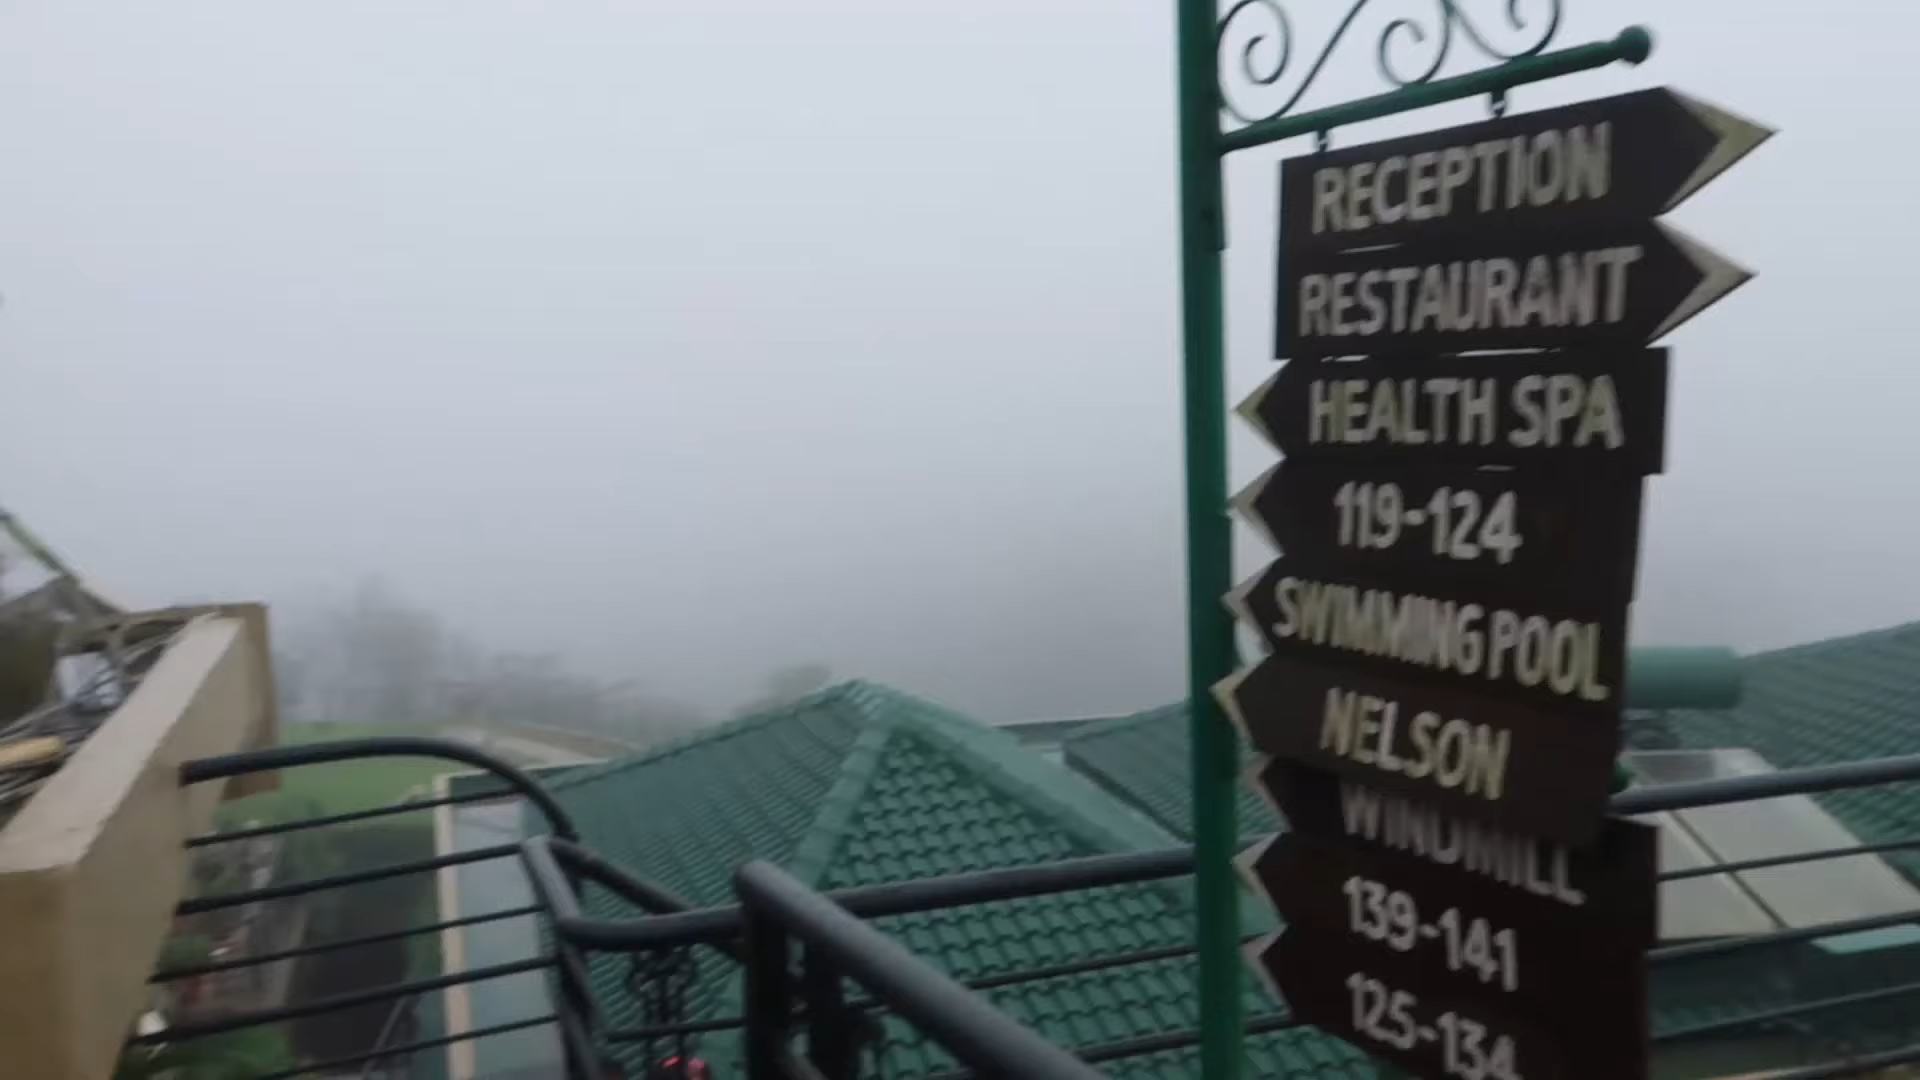 RECEPTION
RESTAURANT
HEALTH SPA
119-124
SWIMMING POOL
NELSON
WINDMILL
139-141
125-134